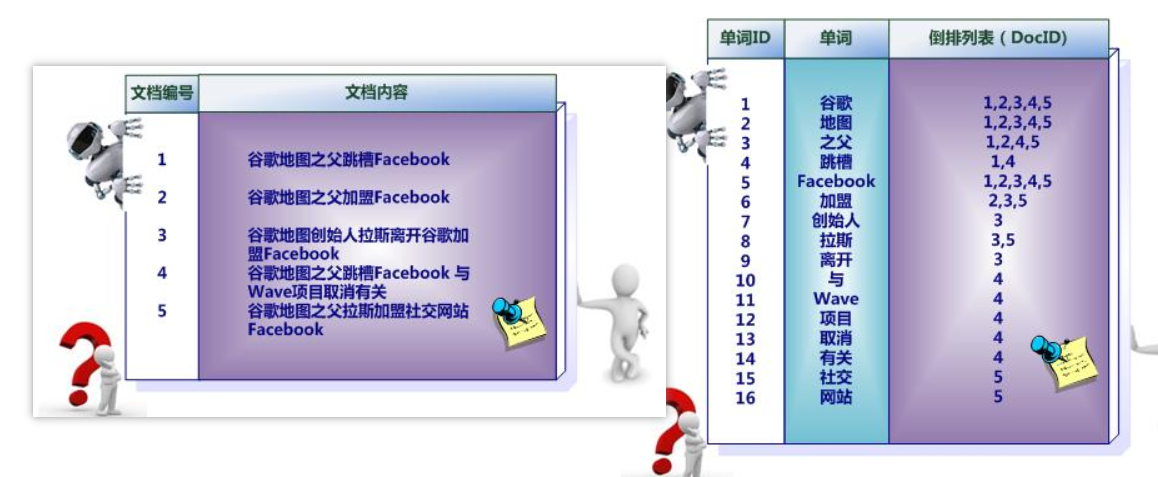 文档编号 文档内容
1 谷歌地图之父跳槽Facebook
2 谷歌地图之父加盟Facebook
3 谷歌地图创始人拉斯离开谷歌加
盟Facebook
4 谷歌地图之父跳槽Facebook 与
Wave项目取消有关
5 谷歌地图之父拉斯加盟社交网站
Facebook
单词ID 单词 倒排列表（DocID)
1 谷歌 1,2,3,4,5
2 地图 1,2,3,4,5
3 之父 1,2,4,5
4 跳槽 1,4
5 Facebook 1,2,3,4,5
6 加盟 2,3,5
7 创始人 3
8 拉斯 3,5
9 离开 3
10 与 4
11 Wave 4
12 项目 4
13 取消 4
14 有关 4
15 社交 5
16 网站 5